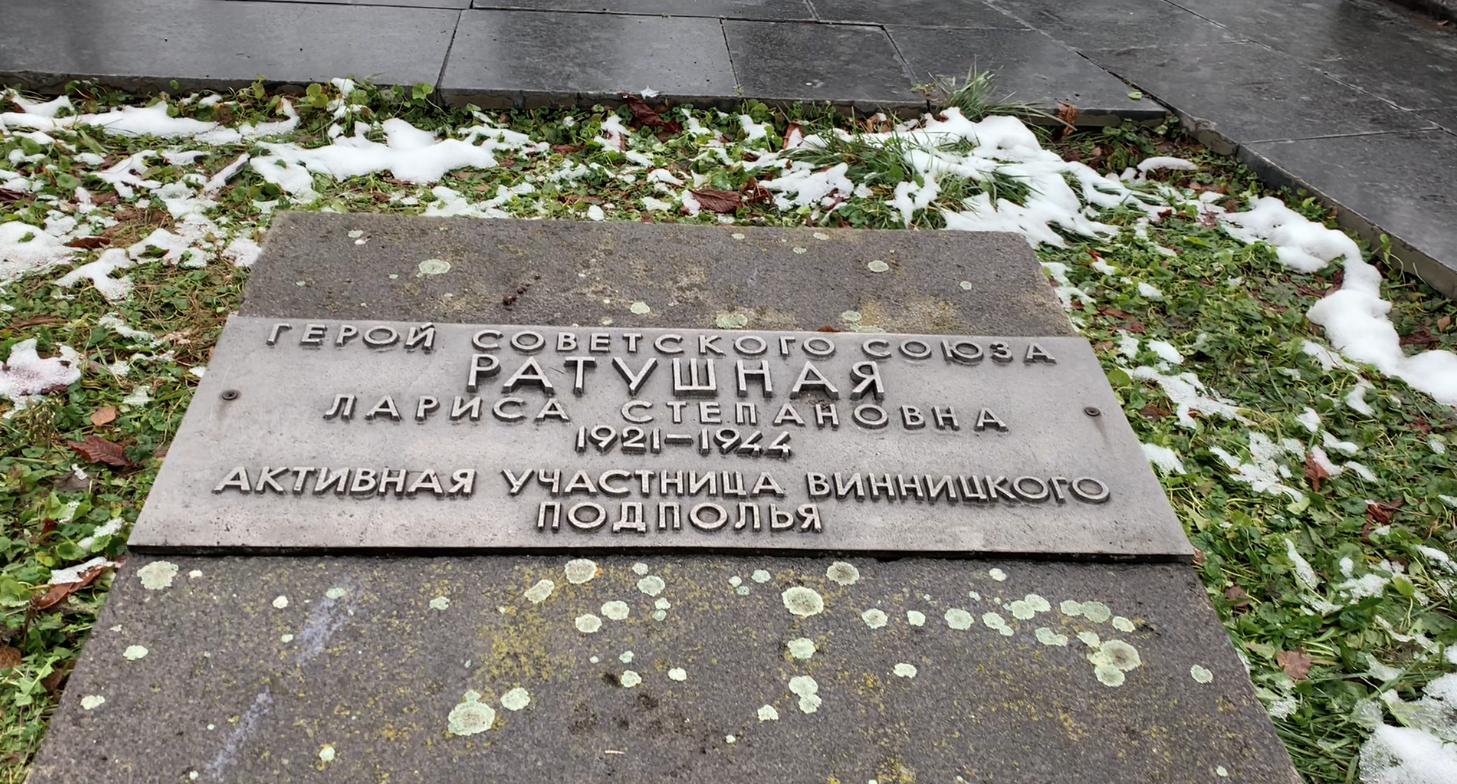 ГЕРОЙ СОВЕТСКОГО СОЮЗА
РАТУШНАЯ
ЛАРИСА СТЕПАНОВНА
1921-1944
АКТИВНАЯ УЧАСТНИЦА ВИННИЦКОГО
ПОДПОЛЬЯ